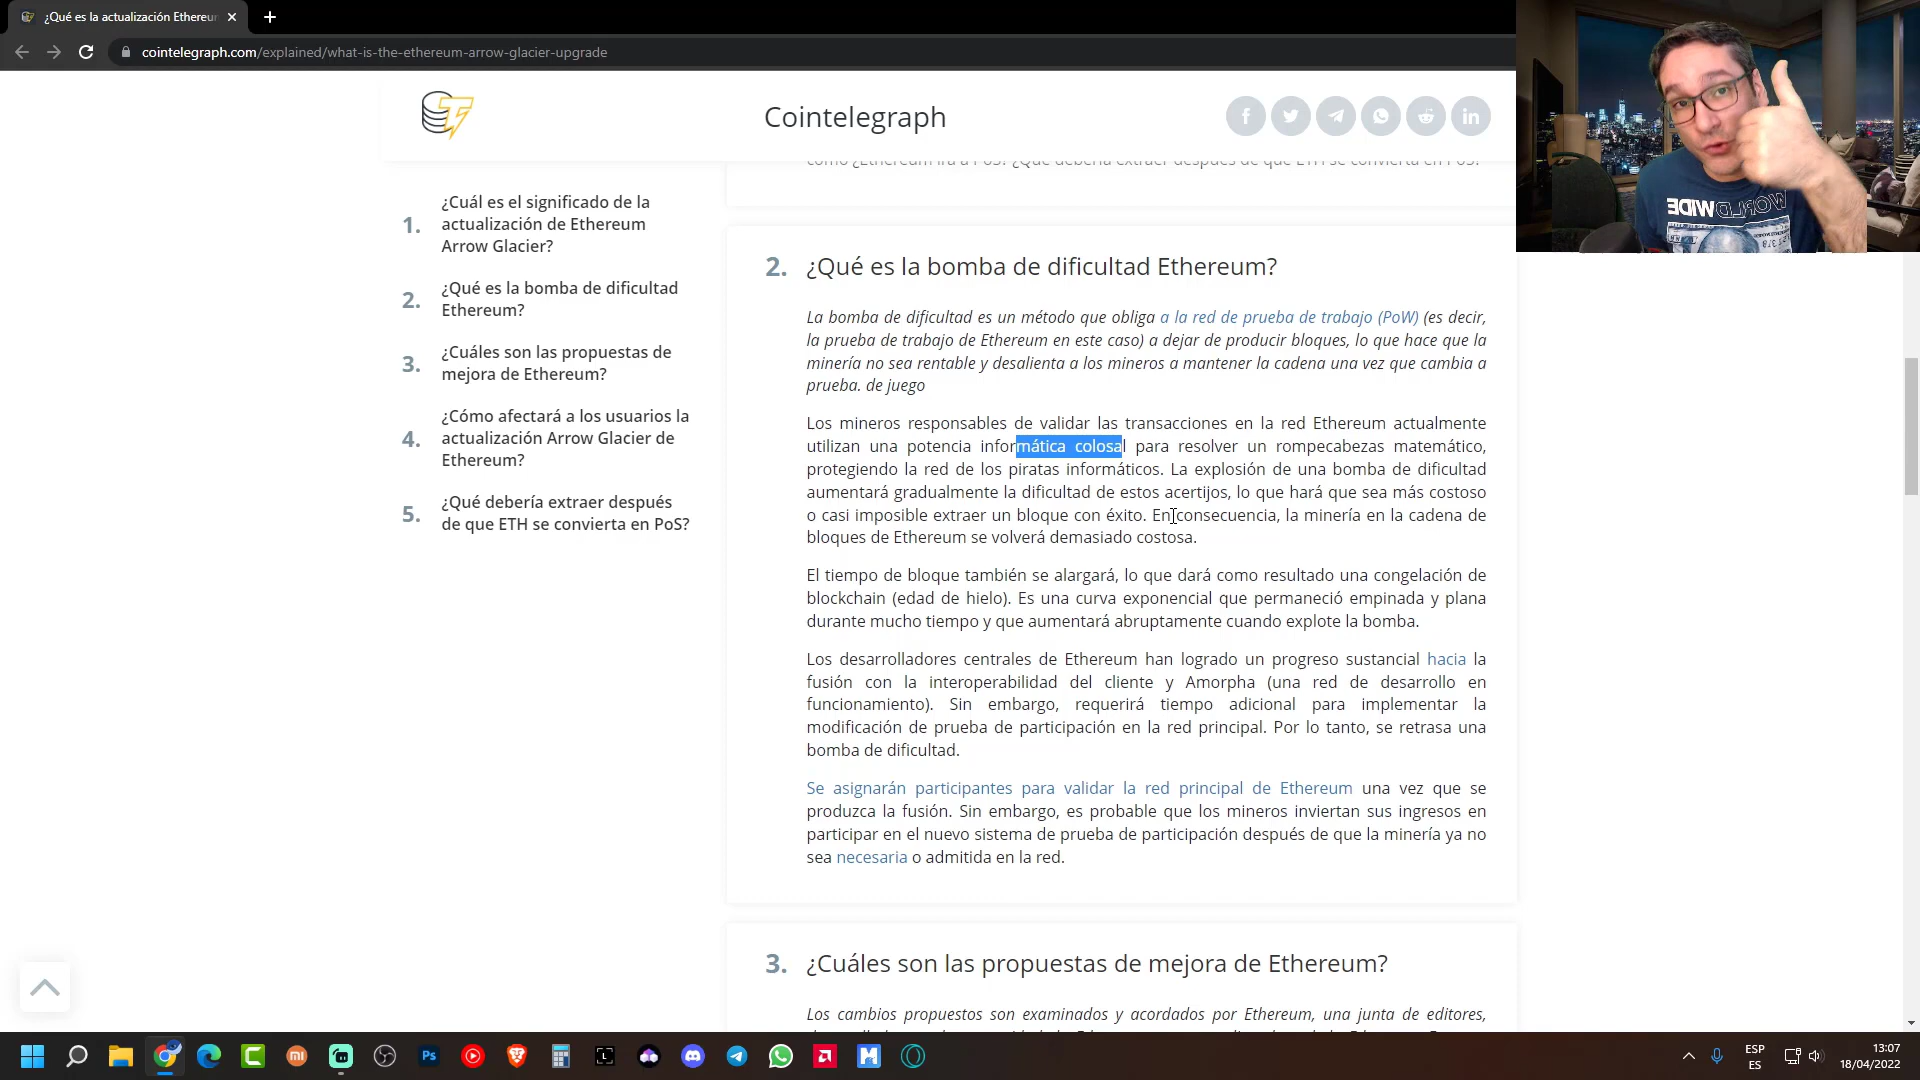 ¿Qué es la actualización Ethereu
cointelegraph.com/explained/what-is-the-ethereum-arrow-glacier-upgrade
Cointelegraph
como ¿Ethereum irá a PoS? ¿Qué debería extraer después de que ETH se convierta en PoS?
1. ¿Cuál es el significado de la
actualización de Ethereum
Arrow Glacier?
2. ¿Qué es la bomba de dificultad
Ethereum?
3. ¿Cuáles son las propuestas de
mejora de Ethereum?
4. ¿Cómo afectará a los usuarios la
actualización Arrow Glacier de
Ethereum?
5. ¿Qué debería extraer después
de que ETH se convierta en PoS?
2. ¿Qué es la bomba de dificultad Ethereum?
La bomba de dificultad es un método que obliga a la red de prueba de trabajo (PoW) (es decir,
la prueba de trabajo de Ethereum en este caso) a dejar de producir bloques, lo que hace que la
minería no sea rentable y desalienta a los mineros a mantener la cadena una vez que cambia a
prueba. de juego
Los mineros responsables de validar las transacciones en la red Ethereum actualmente
utilizan una potencia informática colosal para resolver un rompecabezas matemático,
protegiendo la red de los piratas informáticos. La explosión de una bomba de dificultad
aumentará gradualmente la dificultad de estos acertijos, lo que hará que sea más costoso
o casi imposible extraer un bloque con éxito. En consecuencia, la minería en la cadena de
bloques de Ethereum se volverá demasiado costosa.
El tiempo de bloque también se alargará, lo que dará como resultado una congelación de
blockchain (edad de hielo). Es una curva exponencial que permaneció empinada y plana
durante mucho tiempo y que aumentará abruptamente cuando explote la bomba.
Los desarrolladores centrales de Ethereum han logrado un progreso sustancial hacia la
fusión con la interoperabilidad del cliente y Amorpha (una red de desarrollo en
funcionamiento). Sin embargo, requerirá tiempo adicional para implementar la
modificación de prueba de participación en la red principal. Por lo tanto, se retrasa una
bomba de dificultad.
Se asignarán participantes para validar la red principal de Ethereum una vez que se
produzca la fusión. Sin embargo, es probable que los mineros inviertan sus ingresos en
participar en el nuevo sistema de prueba de participación después de que la minería ya no
sea necesaria o admitida en la red.
3. ¿Cuáles son las propuestas de mejora de Ethereum?
Los cambios propuestos son examinados y acordados por Ethereum, una junta de editores,
WORLD
WIDE
ESP
ES
13:07
18/04/2022